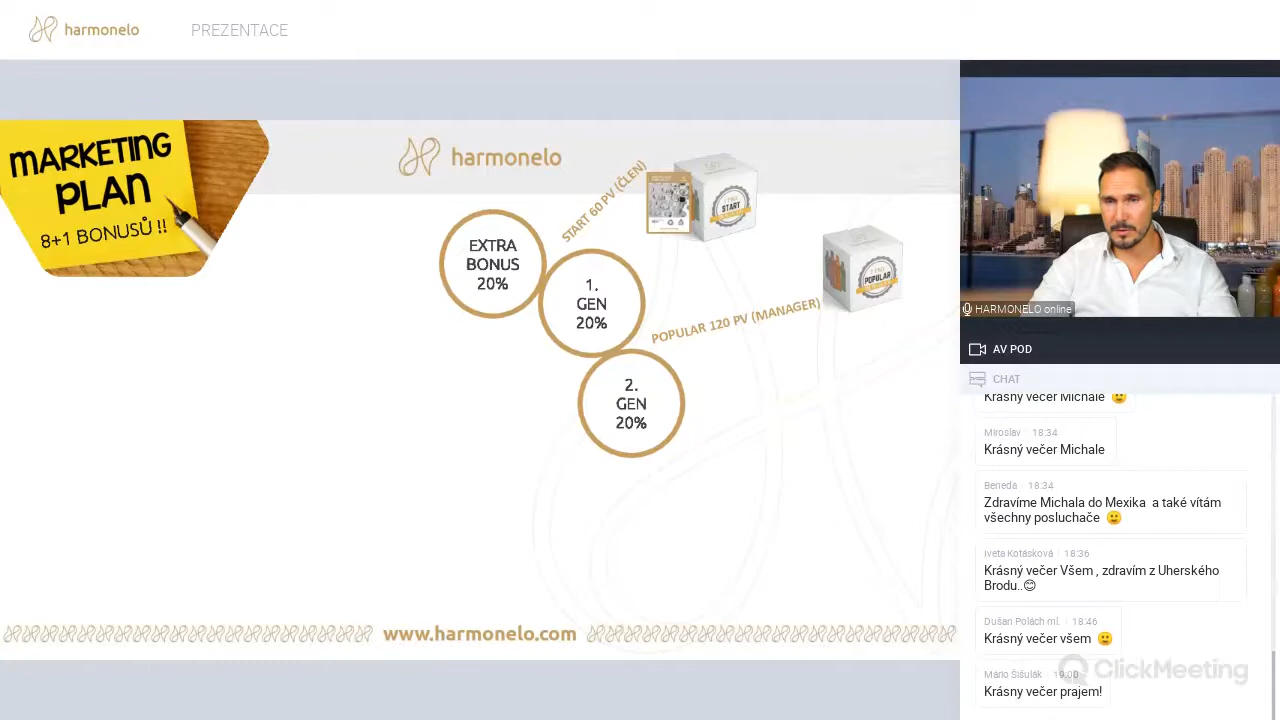 harmonelo
PREZENTACE
MARKETING
PLAN
8+1 BONUSŮ !!
harmonelo
START 60 PV (ČLEN)
START
POPULAR
EXTRA
BONUS
20%
1.
GEN
20%
POPULAR 120 PV (MANAGER)
2.
GEN
20%
www.harmonelo.com
HARMONELO online
AV POD
CHAT
Krásný večer Michale 🙂
Miroslav 18:34
Krásný večer Michale
Beneda 18:34
Zdravíme Michala do Mexika a také vítám
všechny posluchače 🙂
Iveta Kotásková 18:36
Krásný večer Všem , zdravím z Uherského
Brodu..😊
Dušan Polách ml. 18:46
Krásný večer všem 🙂
ClickMeeting
Mário Šišulák 19:00
Krásny večer prajem!